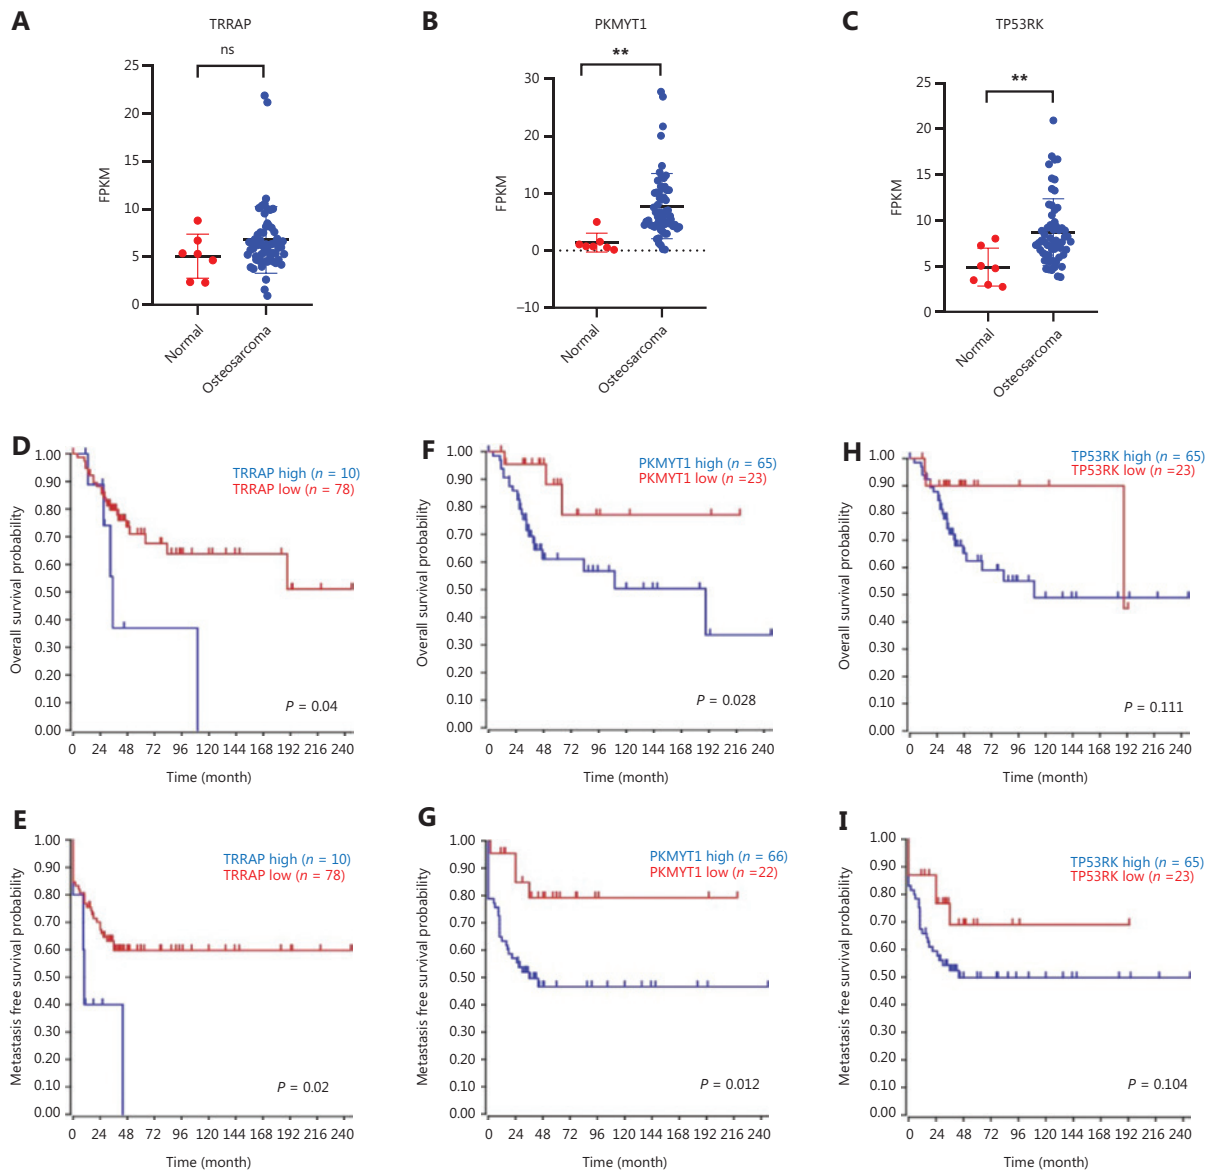 A
TRRAP
ns
25
20
15
10
5
0
FPKM
Normal
Osteosarcoma
B
PKMYT1
**
30
20
10
0
–10
FPKM
Normal
Osteosarcoma
C
TP53RK
**
25
20
15
10
5
0
FPKM
Normal
Osteosarcoma
D
1.00
0.90
0.80
0.70
0.60
0.50
0.40
0.30
0.20
0.10
0.00
Overall survival probability
TRRAP high (n = 10)
TRRAP low (n = 78)
P = 0.04
0 24 48 72 96 120 144 168 192 216 240
Time (month)
F
1.00
0.90
0.80
0.70
0.60
0.50
0.40
0.30
0.20
0.10
0.00
Overall survival probability
PKMYT1 high (n = 65)
PKMYT1 low (n =23)
P = 0.028
0 24 48 72 96 120 144 168 192 216 240
Time (month)
H
1.00
0.90
0.80
0.70
0.60
0.50
0.40
0.30
0.20
0.10
0.00
Overall survival probability
TP53RK high (n = 65)
TP53RK low (n =23)
P = 0.111
0 24 48 72 96 120 144 168 192 216 240
Time (month)
E
1.00
0.90
0.80
0.70
0.60
0.50
0.40
0.30
0.20
0.10
0.00
Metastasis free survival probability
TRRAP high (n = 10)
TRRAP low (n = 78)
P = 0.02
0 24 48 72 96 120 144 168 192 216 240
Time (month)
G
1.00
0.90
0.80
0.70
0.60
0.50
0.40
0.30
0.20
0.10
0.00
Metastasis free survival probability
PKMYT1 high (n = 66)
PKMYT1 low (n =22)
P = 0.012
0 24 48 72 96 120 144 168 192 216 240
Time (month)
I
1.00
0.90
0.80
0.70
0.60
0.50
0.40
0.30
0.20
0.10
0.00
Metastasis free survival probability
TP53RK high (n = 65)
TP53RK low (n =23)
P = 0.104
0 24 48 72 96 120 144 168 192 216 240
Time (month)